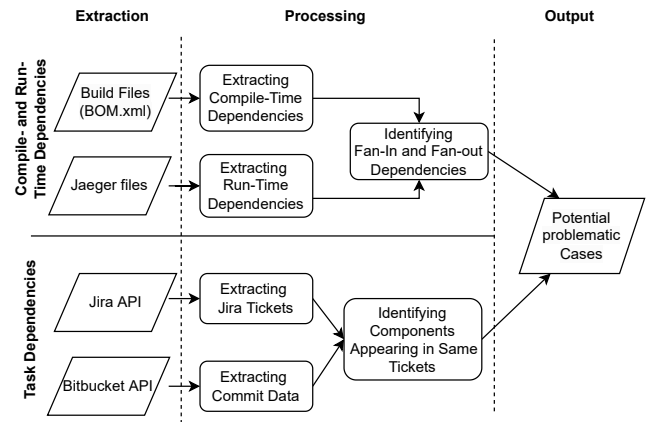 Extraction
Processing
Output
Compile- and Run-
Time Dependencies
Build Files
(BOM.xml)
Extracting
Compile-Time
Dependencies
Identifying
Fan-In and Fan-out
Dependencies
Jaeger files
Extracting
Run-Time
Dependencies
Potential
problematic
Cases
Task Dependencies
Jira API
Extracting
Jira Tickets
Identifying
Components
Appearing in Same
Tickets
Bitbucket API
Extracting
Commit Data